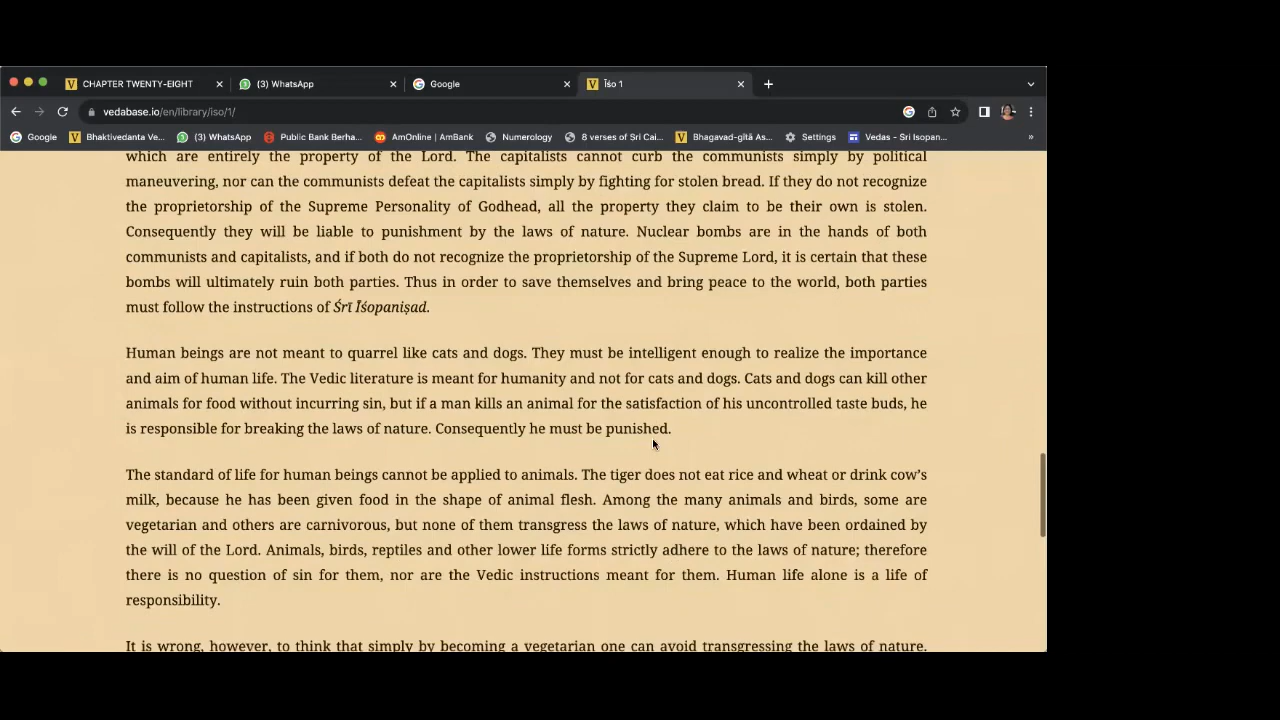 CHAPTER TWENTY-EIGHT
(3) WhatsApp
Google
Īśo 1
vedabase.io/en/library/iso/1/
Google
Bhaktivedanta Ve...
(3) WhatsApp
Public Bank Berha...
AmOnline | AmBank
Numerology
8 verses of Sri Cai...
Bhagavad-gītā As...
Settings
Vedas - Sri Isopan...
which are entirely the property of the Lord. The capitalists cannot curb the communists simply by political
maneuvering, nor can the communists defeat the capitalists simply by fighting for stolen bread. If they do not recognize
the proprietorship of the Supreme Personality of Godhead, all the property they claim to be their own is stolen.
Consequently they will be liable to punishment by the laws of nature. Nuclear bombs are in the hands of both
communists and capitalists, and if both do not recognize the proprietorship of the Supreme Lord, it is certain that these
bombs will ultimately ruin both parties. Thus in order to save themselves and bring peace to the world, both parties
must follow the instructions of Śrī Īśopaniṣad.
Human beings are not meant to quarrel like cats and dogs. They must be intelligent enough to realize the importance
and aim of human life. The Vedic literature is meant for humanity and not for cats and dogs. Cats and dogs can kill other
animals for food without incurring sin, but if a man kills an animal for the satisfaction of his uncontrolled taste buds, he
is responsible for breaking the laws of nature. Consequently he must be punished.
The standard of life for human beings cannot be applied to animals. The tiger does not eat rice and wheat or drink cow's
milk, because he has been given food in the shape of animal flesh. Among the many animals and birds, some are
vegetarian and others are carnivorous, but none of them transgress the laws of nature, which have been ordained by
the will of the Lord. Animals, birds, reptiles and other lower life forms strictly adhere to the laws of nature; therefore
there is no question of sin for them, nor are the Vedic instructions meant for them. Human life alone is a life of
responsibility.
It is wrong, however, to think that simply by becoming a vegetarian one can avoid transgressing the laws of nature.